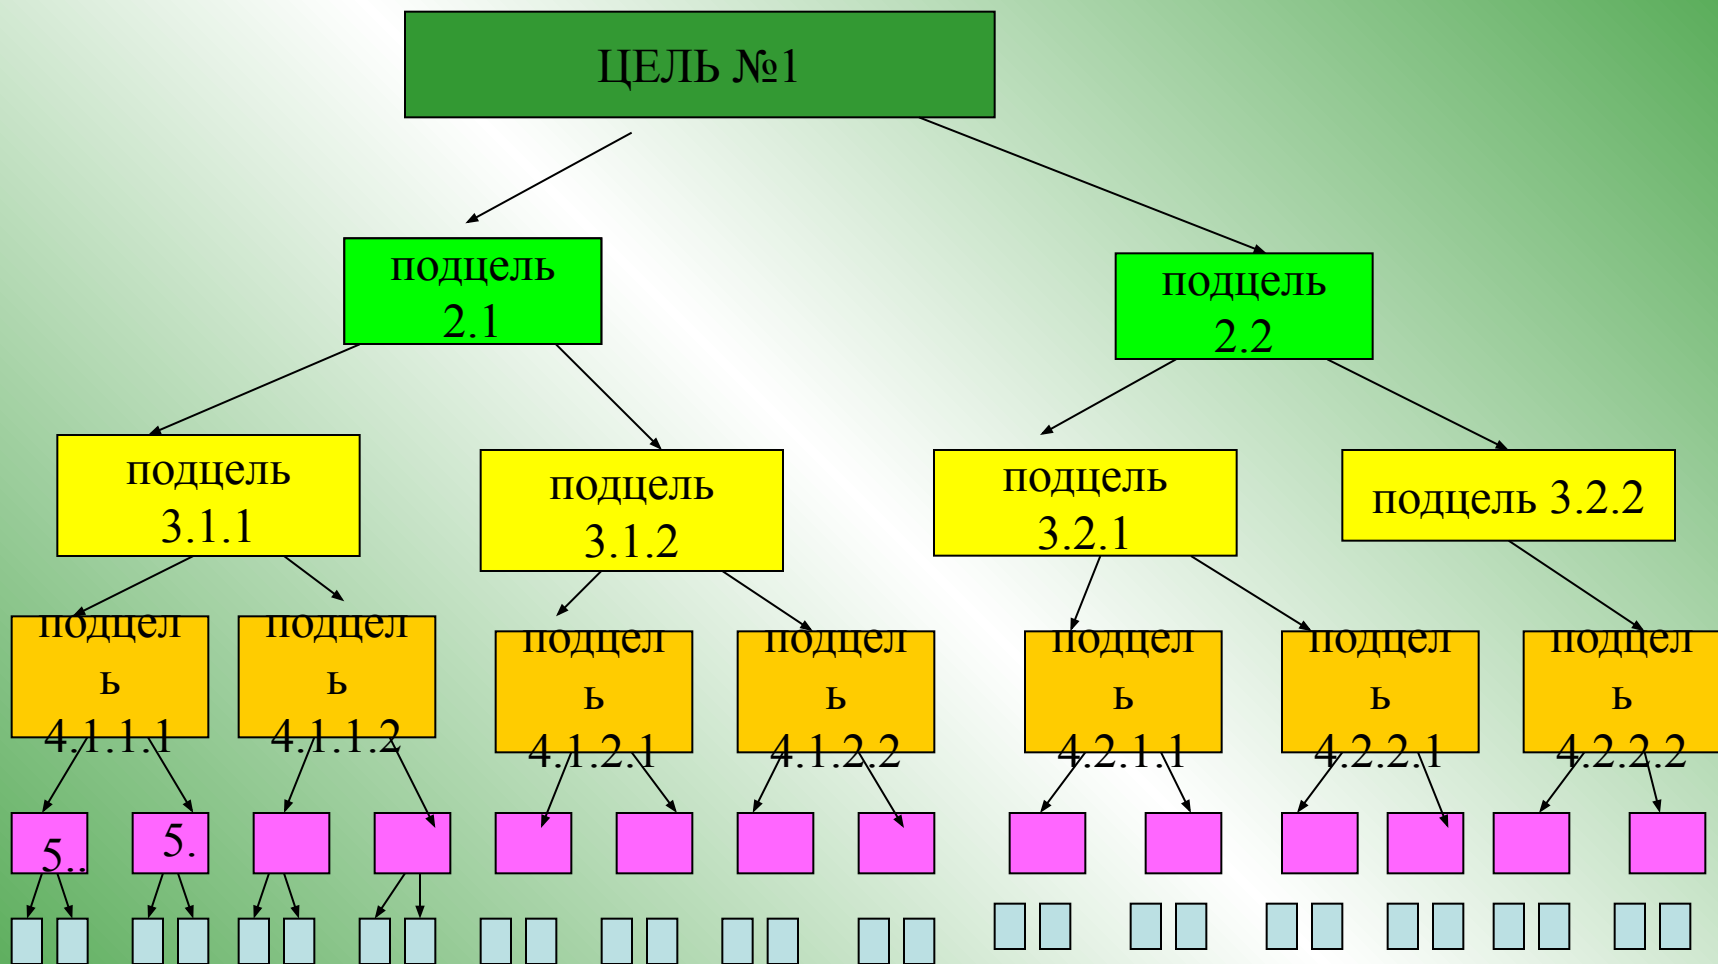 ЦЕЛЬ №1
подцель
2.1
подцель
2.2
подцель
3.1.1
подцель
3.1.2
подцель
3.2.1
подцель 3.2.2
подцел
ь
4.1.1.1
подцел
ь
4.1.1.2
подцел
ь
4.1.2.1
подцел
ь
4.1.2.2
подцел
ь
4.2.1.1
подцел
ь
4.2.2.1
подцел
ь
4.2.2.2
5..
5.